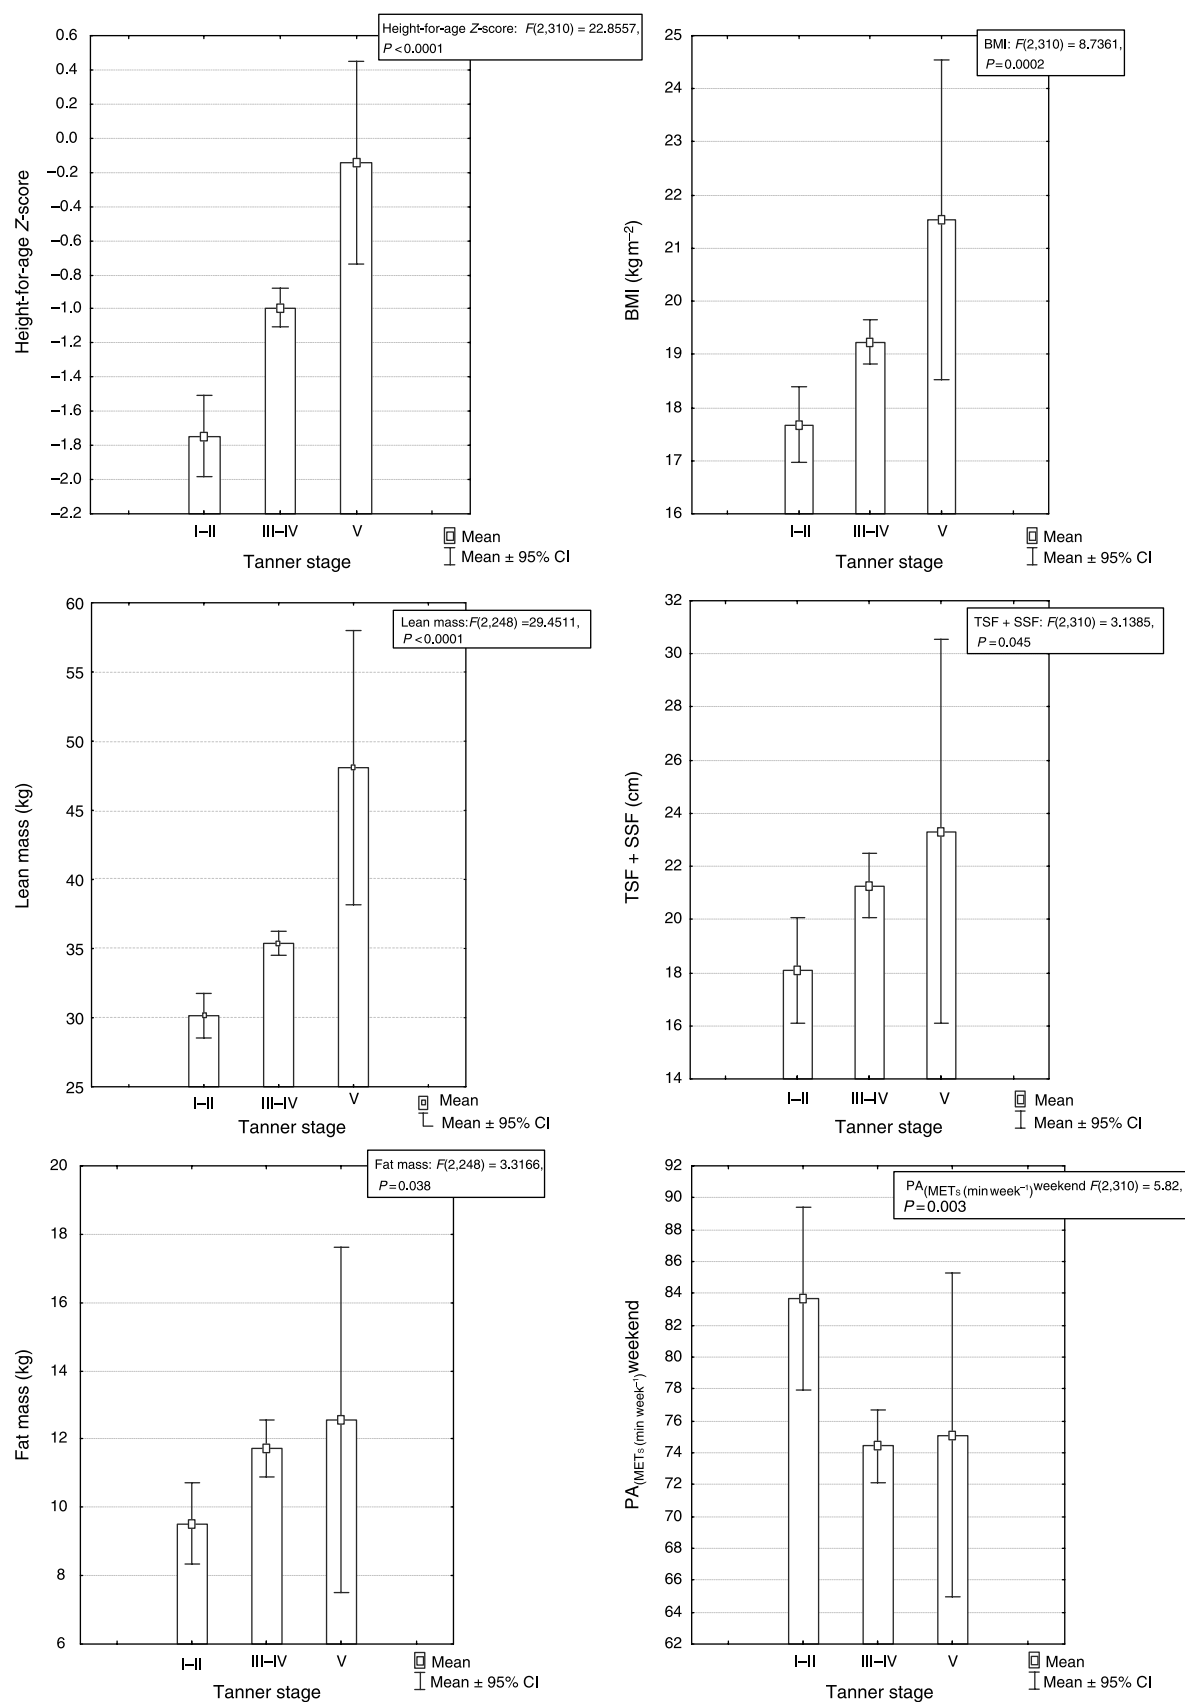 Height-for-age Z-score: F(2,310) = 22.8557,
P<0.0001
0.6
0.4
0.2
0.0
−0.2
−0.4
−0.6
−0.8
−1.0
−1.2
−1.4
−1.6
−1.8
−2.0
−2.2
Height-for-age Z-score
I–II
III–IV
V
Tanner stage
Mean
Mean ± 95% CI
BMI: F(2,310) = 8.7361,
P=0.0002
25
24
23
22
21
20
19
18
17
16
BMI (kg m−2)
I–II
III–IV
V
Tanner stage
Mean
Mean ± 95% CI
Lean mass:F(2,248) =29.4511,
P<0.0001
60
55
50
45
40
35
30
25
Lean mass (kg)
I–II
III–IV
V
Tanner stage
Mean
Mean ± 95% CI
TSF + SSF: F(2,310) = 3.1385,
P=0.045
32
30
28
26
24
22
20
18
16
14
TSF + SSF (cm)
I–II
III–IV
V
Tanner stage
Mean
Mean ± 95% CI
Fat mass: F(2,248) = 3.3166,
P=0.038
20
18
16
14
12
10
8
6
Fat mass (kg)
I–II
III–IV
V
Tanner stage
Mean
Mean ± 95% CI
PA(METs (min week−1)weekend F(2,310) = 5.82,
P=0.003
92
90
88
86
84
82
80
78
76
75
74
72
70
68
66
64
62
PA(METs (min week−1)weekend
I–II
III–IV
V
Tanner stage
Mean
Mean ± 95% CI